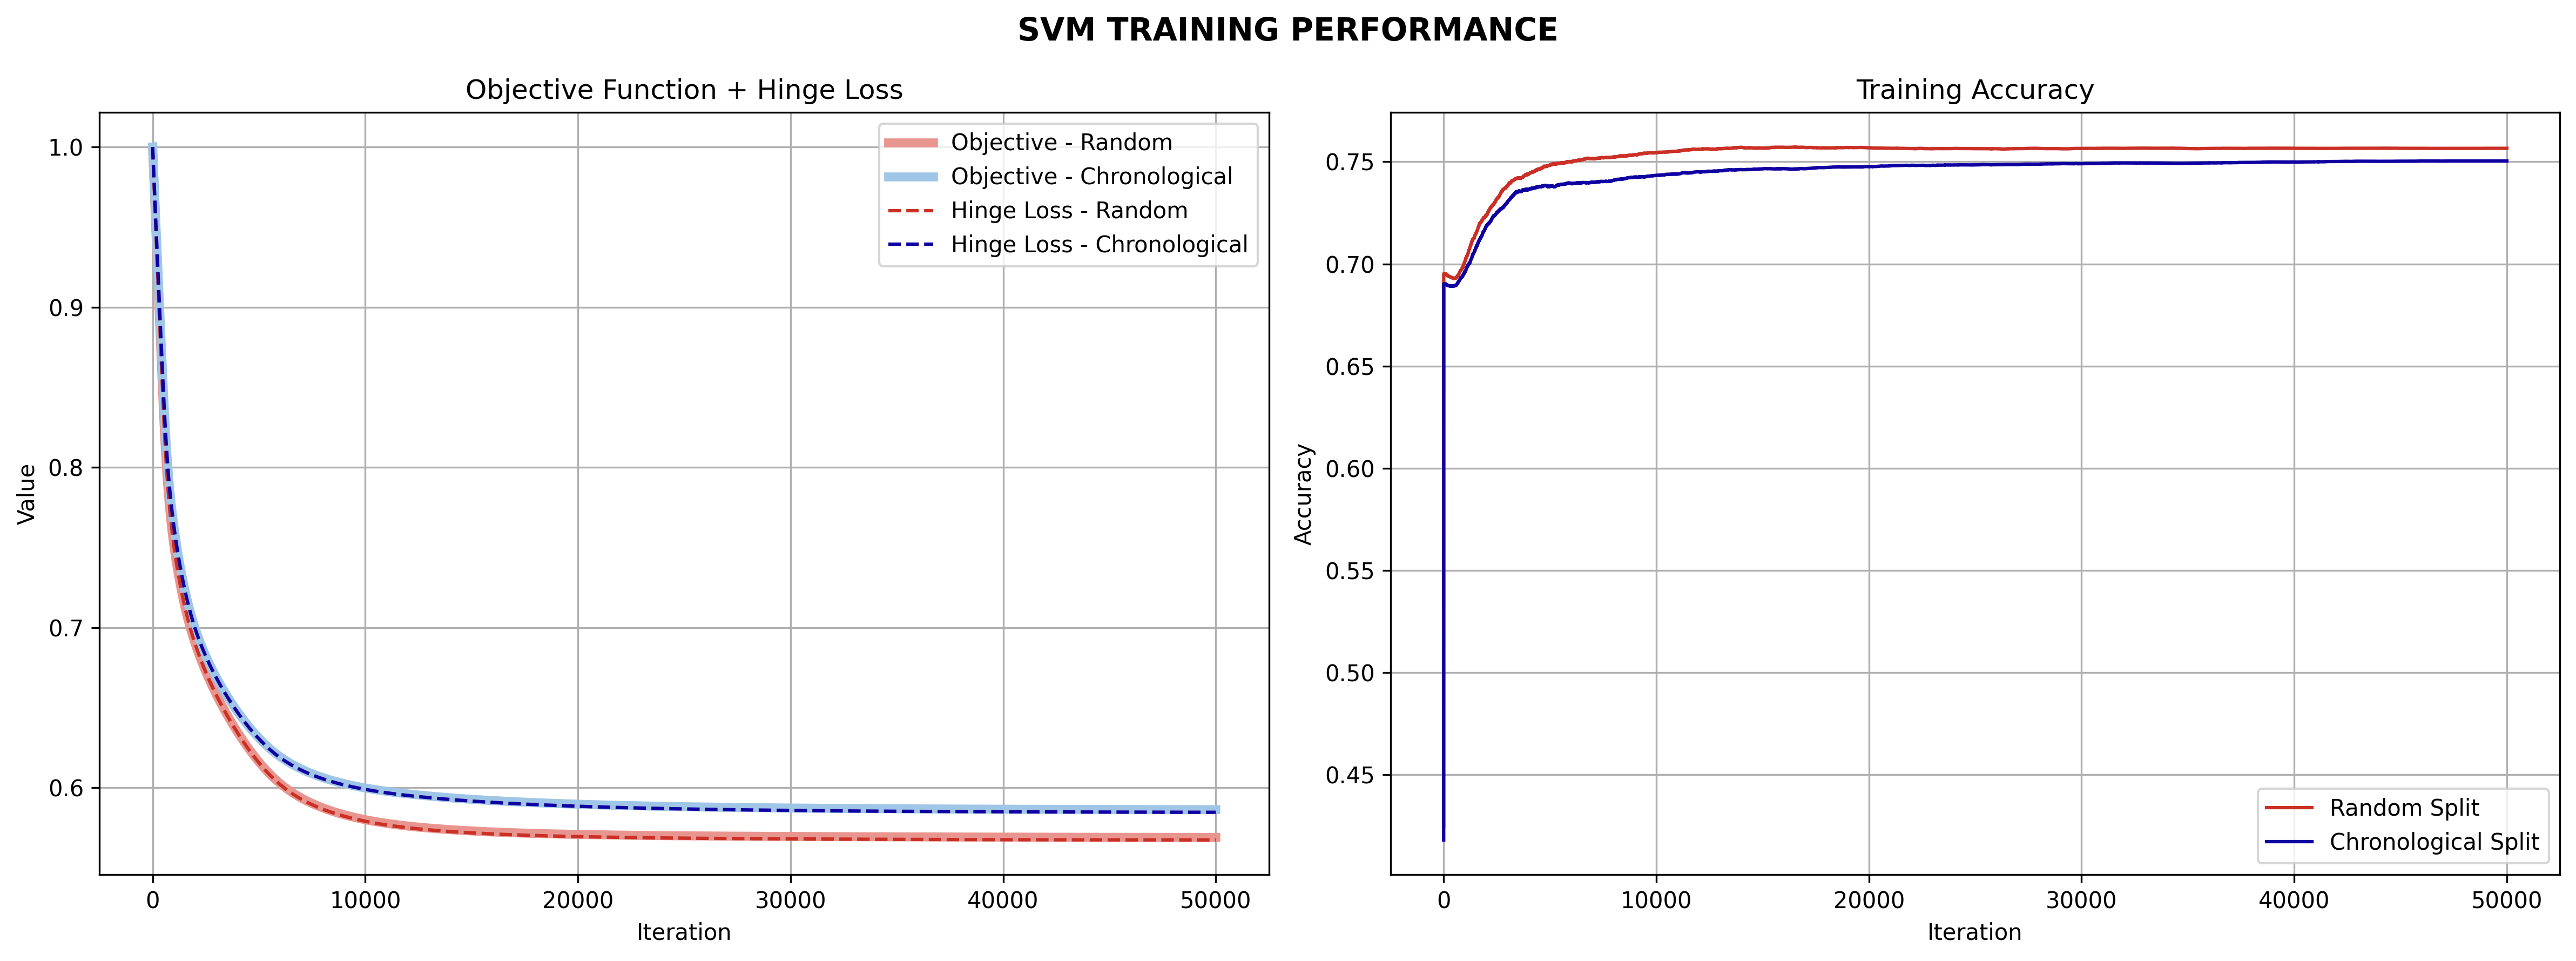 SVM TRAINING PERFORMANCE
Objective Function + Hinge Loss
Value
1.0
0.9
0.8
0.7
0.6
Objective - Random
Objective - Chronological
Hinge Loss - Random
Hinge Loss - Chronological
0 10000 20000 30000 40000 50000
Iteration
Training Accuracy
Accuracy
0.75
0.70
0.65
0.60
0.55
0.50
0.45
Random Split
Chronological Split
0 10000 20000 30000 40000 50000
Iteration